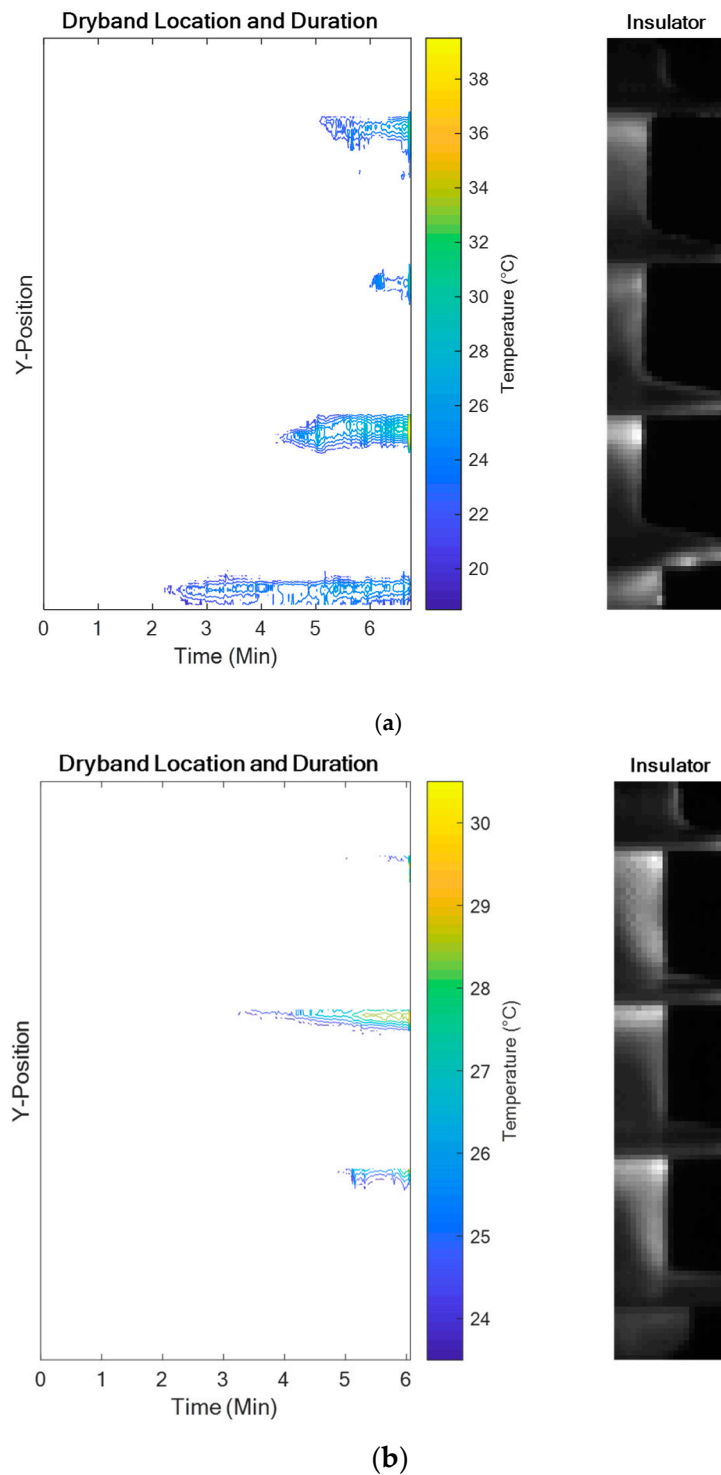 Dryband Location and Duration
Insulator
Y-Position
38
36
34
32
30
28
26
24
22
20
Temperature (°C)
0 1 2 3 4 5 6
Time (Min)
(a)
Dryband Location and Duration
Insulator
Y-Position
30
29
28
27
26
25
24
Temperature (°C)
0 1 2 3 4 5 6
Time (Min)
(b)